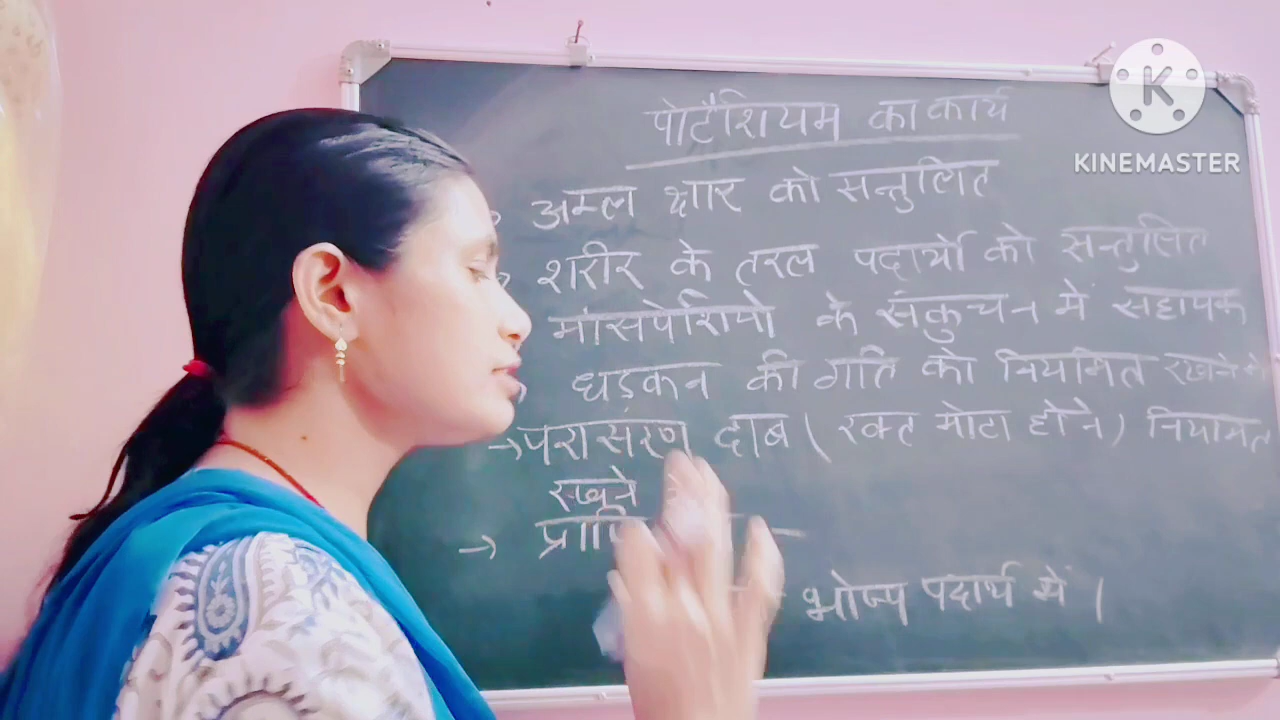 पोटैशियम का कार्य
अम्ल क्षार को सन्तुलित
शरीर के तरल पदार्थो को सन्तुलित
मांसपेशियो के संकुचन में सहायक
धड़कन की गति को नियमित रखने मे
→ परासरण दाब ( रक्त मोटा होने ) नियमित
रखने
→
भोज्य पदार्थ में ।
K
KINEMASTER